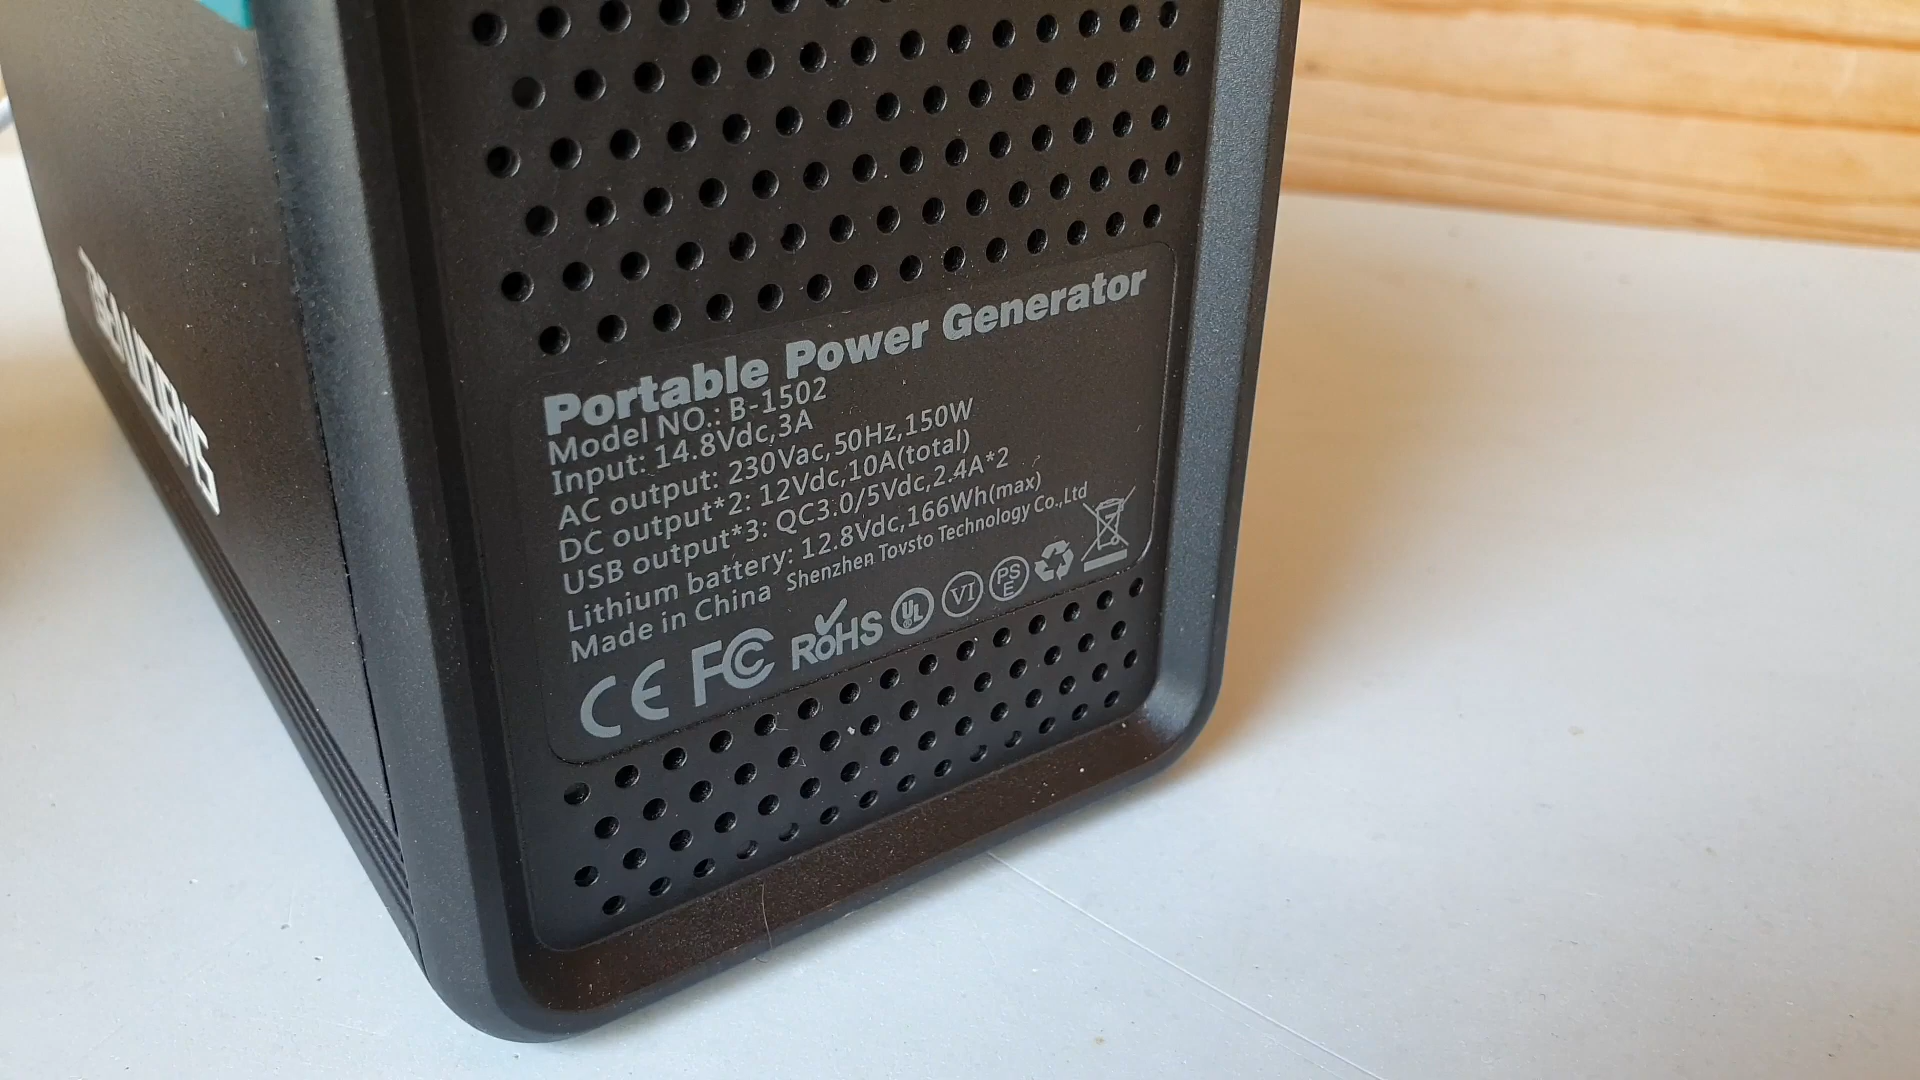 Portable Power Generator
Model NO.: B-1502
Input: 14.8Vdc,3A
AC output: 230Vac,50Hz,150W
DC output*2: 12Vdc,10A(total)
USB output*3: QC3.0/5Vdc,2.4A*2
Lithium battery: 12.8Vdc,166Wh(max)
Made in China Shenzhen Tovsto Technology Co.,Ltd
CE FC RoHS UL VI PSE